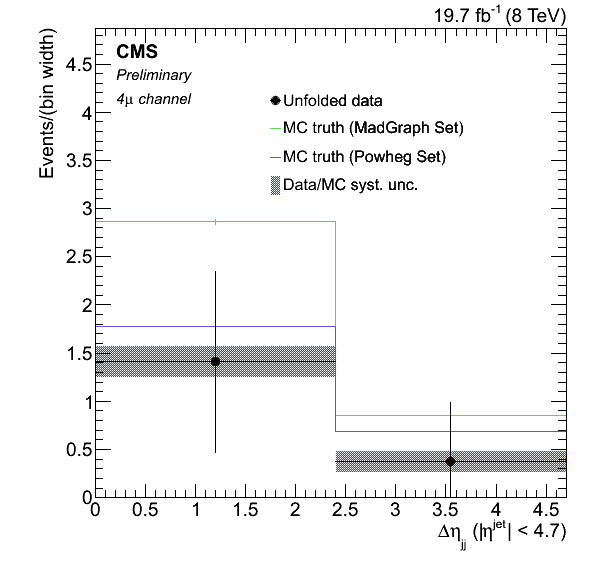 19.7 fb⁻¹ (8 TeV)
CMS
Preliminary
4μ channel
Unfolded data
MC truth (MadGraph Set)
MC truth (Powheg Set)
Data/MC syst. unc.
Events/(bin width)
4.5
4
3.5
3
2.5
2
1.5
1
0.5
0
0 0.5 1 1.5 2 2.5 3 3.5 4 4.5
Δη_jj (|η^jet| < 4.7)